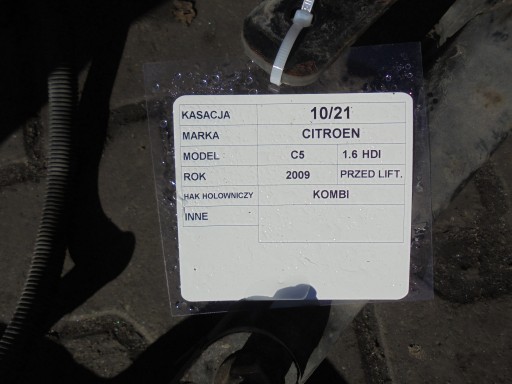 KASACJA 10/21
MARKA CITROEN
MODEL C5 1.6 HDI
ROK 2009 PRZED LIFT.
HAK HOLOWNICZY KOMBI
INNE